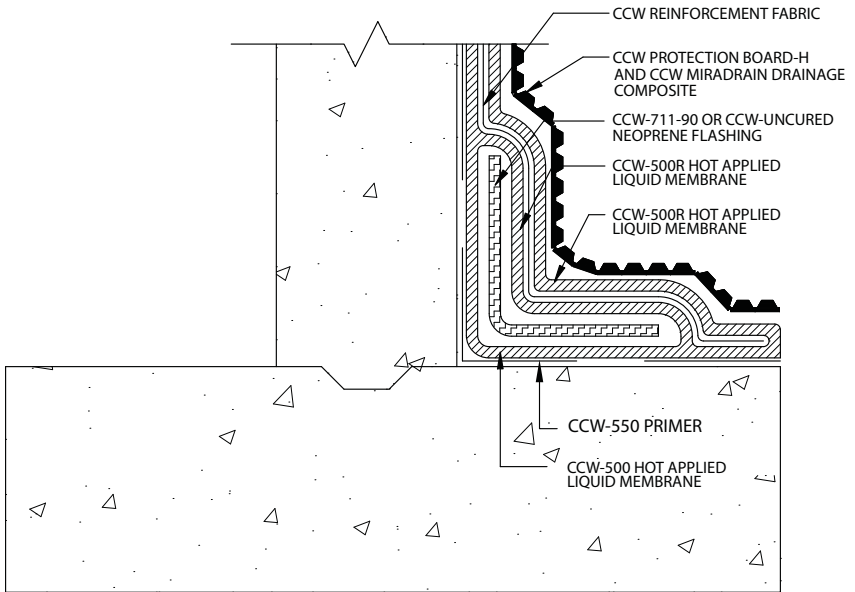 CCW REINFORCEMENT FABRIC
CCW PROTECTION BOARD-H
AND CCW MIRADRAIN DRAINAGE
COMPOSITE
CCW-711-90 OR CCW-UNCURED
NEOPRENE FLASHING
CCW-500R HOT APPLIED
LIQUID MEMBRANE
CCW-500R HOT APPLIED
LIQUID MEMBRANE
CCW-550 PRIMER
CCW-500 HOT APPLIED
LIQUID MEMBRANE